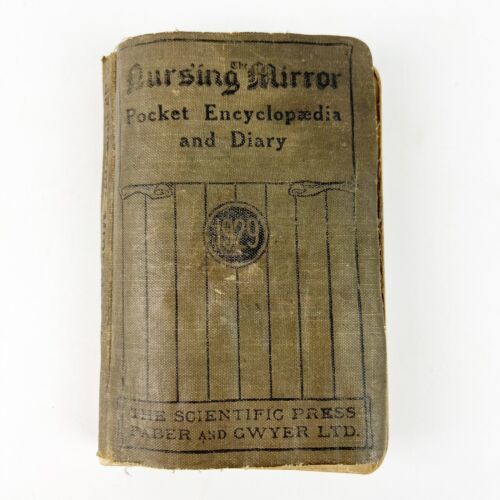 The
Nursing Mirror
Pocket Encyclopædia
and Diary
1929
THE SCIENTIFIC PRESS
FABER AND GWYER LTD.